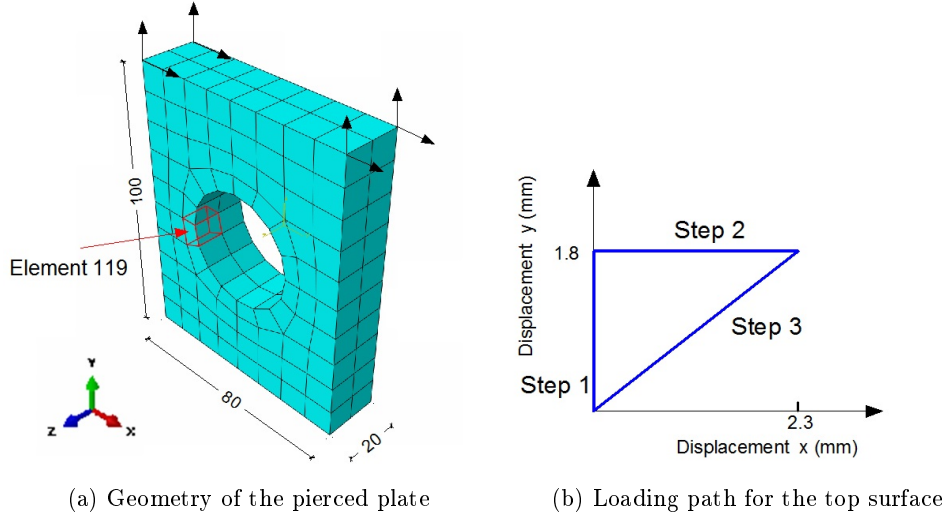 100
Element 119
80
20
Y
Z
X
(a) Geometry of the pierced plate
Displacement y (mm)
1.8
Step 2
Step 3
Step 1
2.3
Displacement x (mm)
(b) Loading path for the top surface